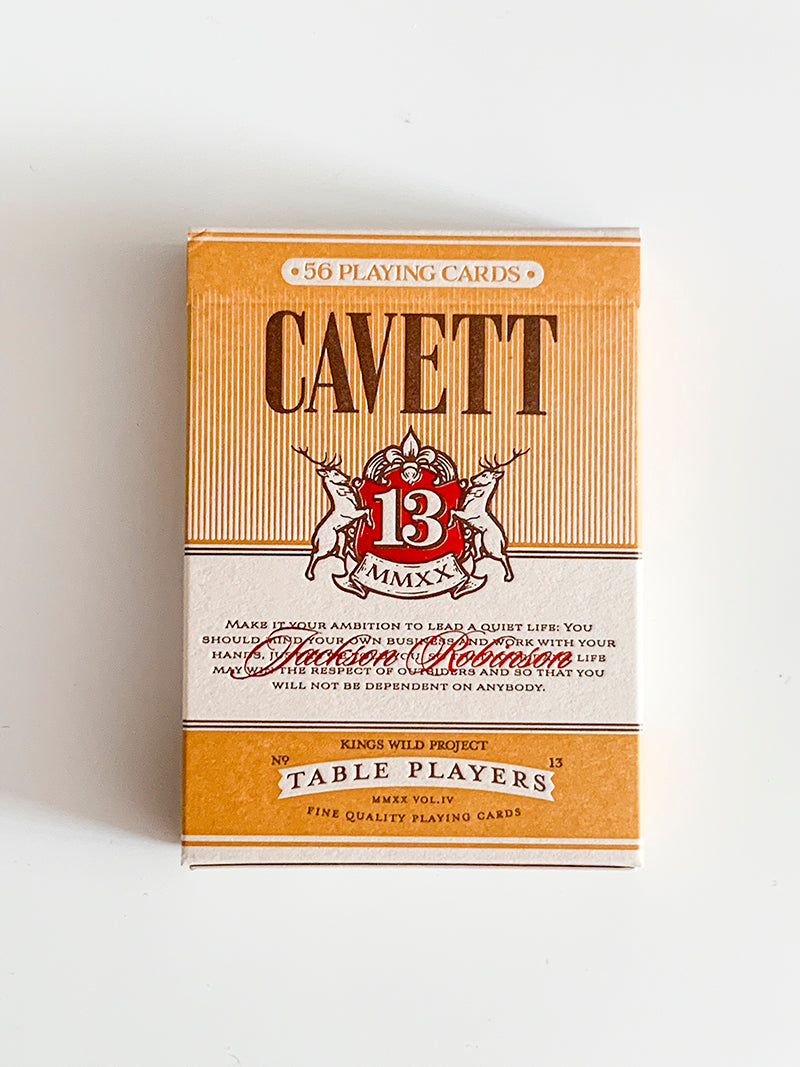 • 56 PLAYING CARDS •
CAVETT
13
MMXX
MAKE IT YOUR AMBITION TO LEAD A QUIET LIFE: YOU
SHOULD MIND YOUR OWN BUSINESS AND WORK WITH YOUR
HANDS, LIFE
MAY WIN THE RESPECT OF OUTSIDERS AND SO THAT YOU
WILL NOT BE DEPENDENT ON ANYBODY.
Jackson Robinson
KINGS WILD PROJECT
Nº 13
TABLE PLAYERS
MMXX VOL.IV
FINE QUALITY PLAYING CARDS